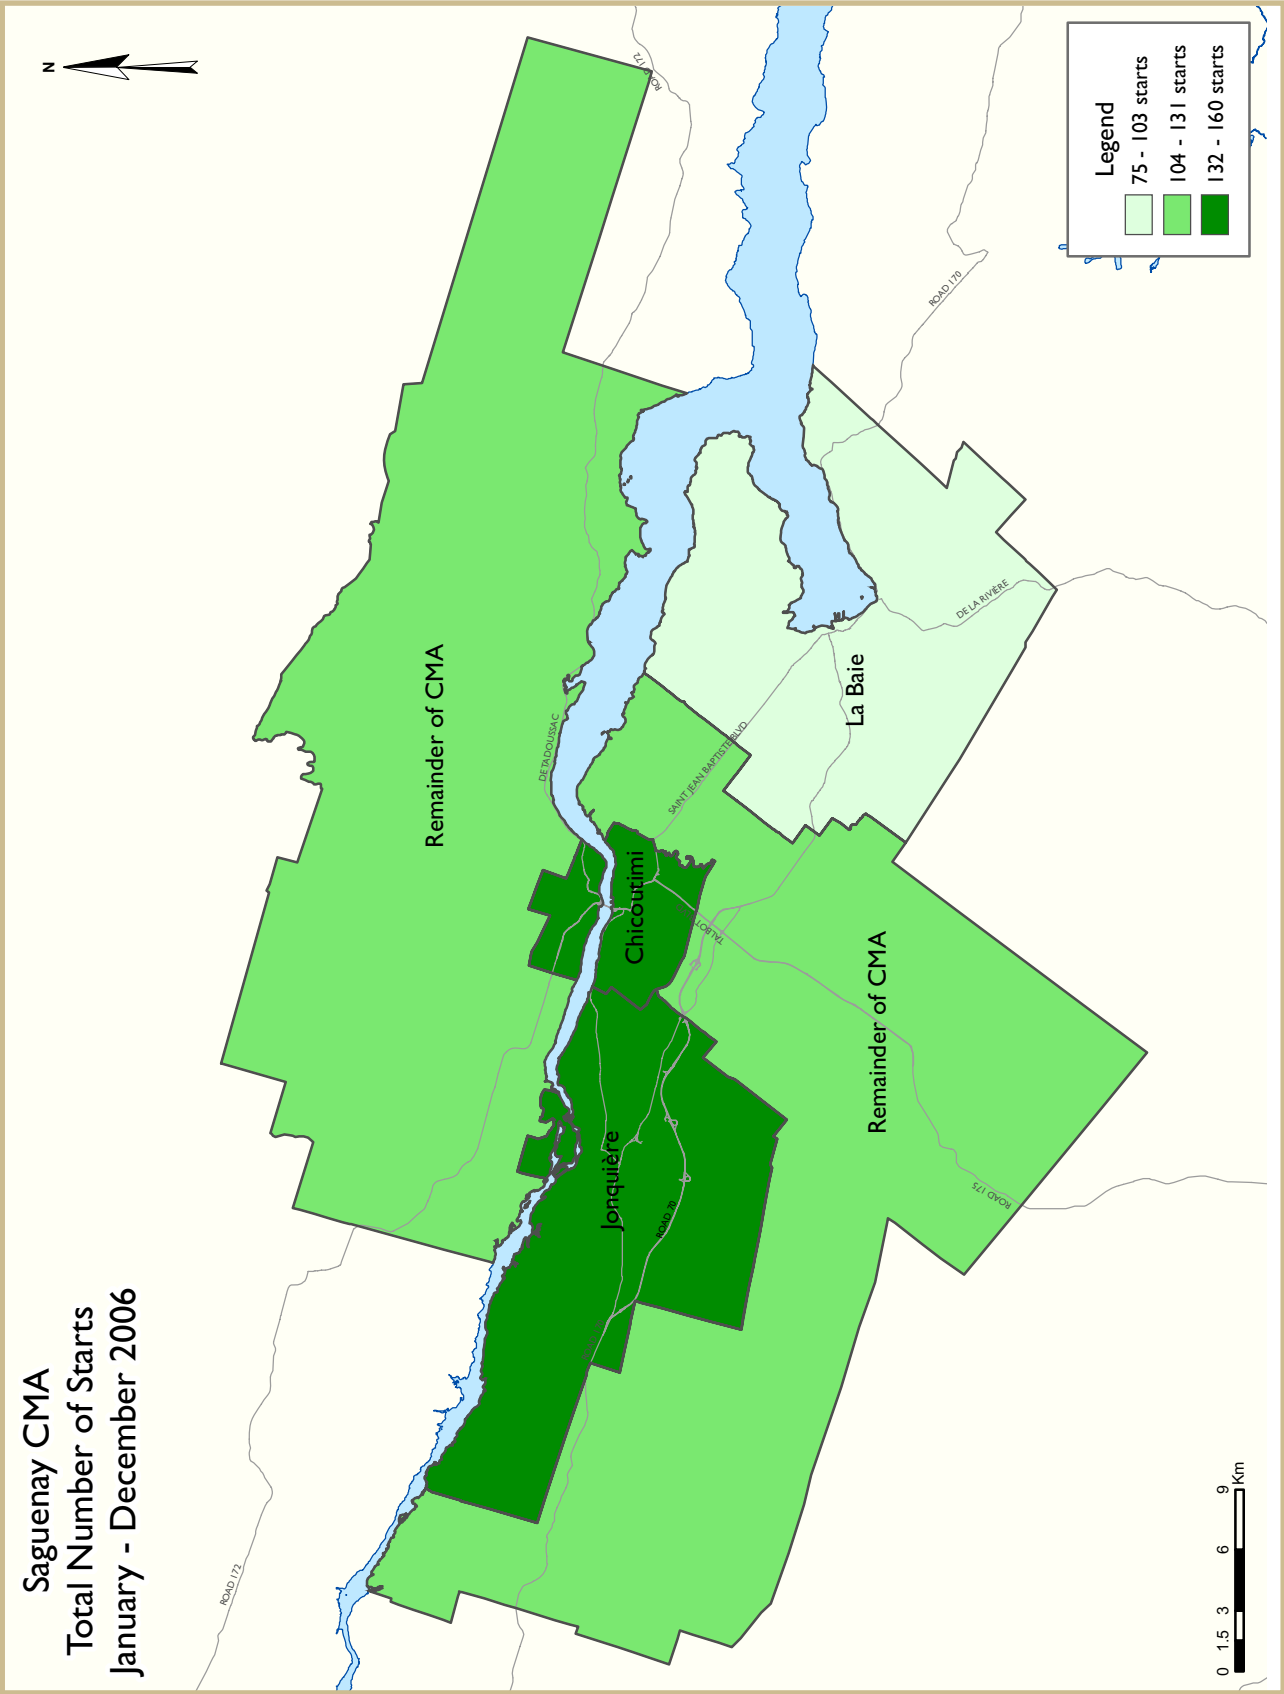 Saguenay CMA
Total Number of Starts
January - December 2006
N
Legend
75 - 103 starts
104 - 131 starts
132 - 160 starts
ROAD 172
ROAD 172
ROAD 170
Remainder of CMA
DE TADOUSSAC
SAINT JEAN BAPTISTE BLVD
DE LA RIVIÈRE
La Baie
Chicoutimi
TALBOT
Jonquière
ROAD 70
Remainder of CMA
ROAD 175
0 1.5 3 6 9
Km